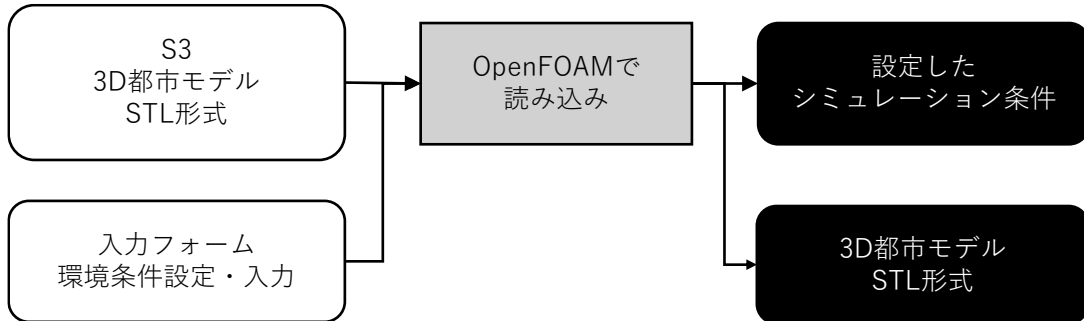 S3
3D都市モデル
STL形式
入力フォーム
環境条件設定・入力
OpenFOAMで
読み込み
設定した
シミュレーション条件
3D都市モデル
STL形式